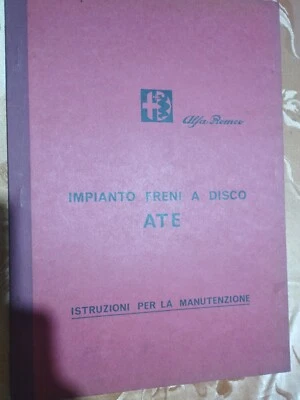 Alfa Romeo
IMPIANTO FRENI A DISCO
ATE
ISTRUZIONI PER LA MANUTENZIONE